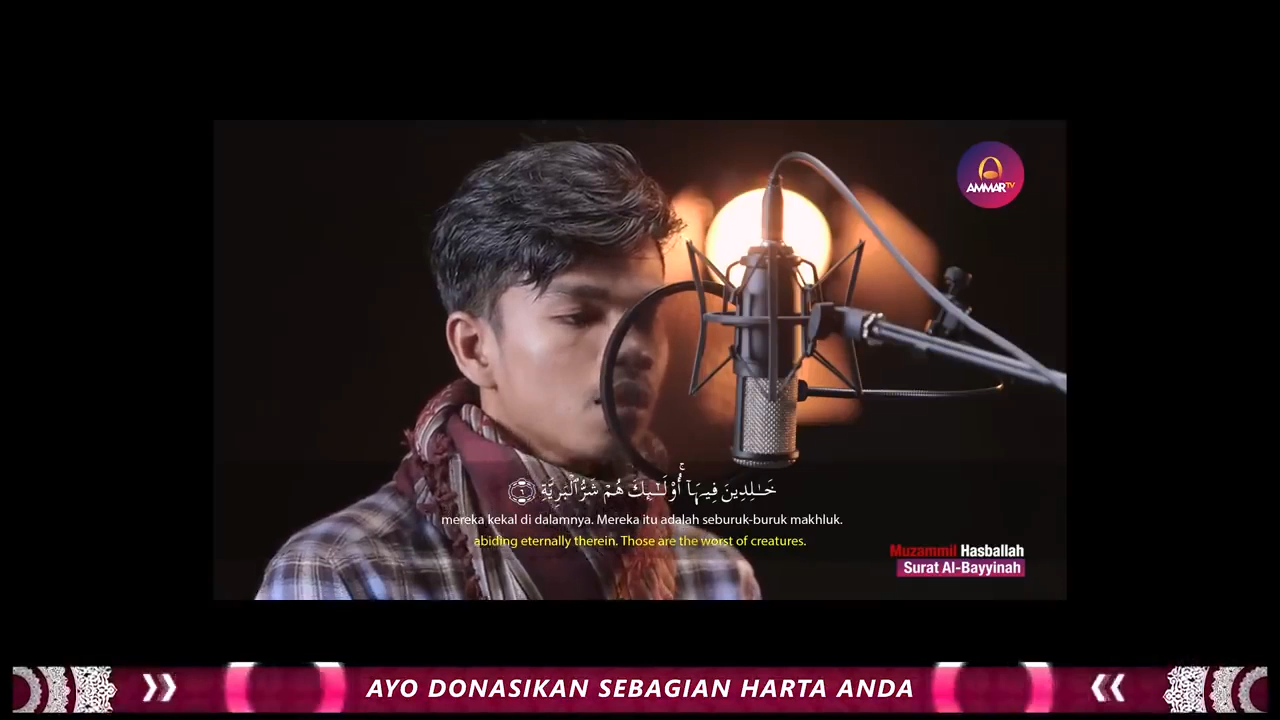 AMMAR TV
خَـٰلِدِينَ فِيهَآ ۚ أُو۟لَـٰٓئِكَ هُمْ شَرُّ ٱلْبَرِيَّةِ ۝٦
mereka kekal di dalamnya. Mereka itu adalah seburuk-buruk makhluk.
abiding eternally therein. Those are the worst of creatures.
Muzammil Hasballah
Surat Al-Bayyinah
AYO DONASIKAN SEBAGIAN HARTA ANDA